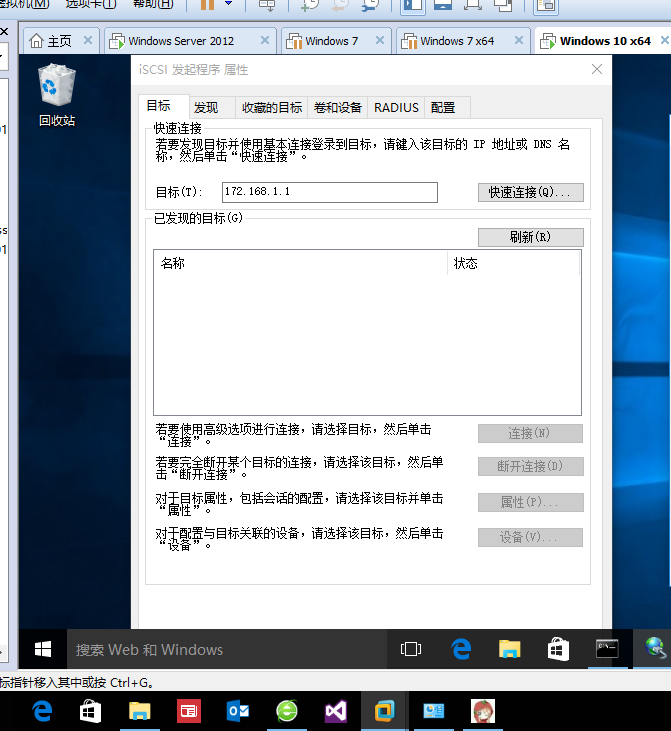 虚拟机(M) 选项卡(T) 帮助(H)
主页 Windows Server 2012 Windows 7 Windows 7 x64 Windows 10 x64
回收站
iSCSI 发起程序 属性
目标 发现 收藏的目标 卷和设备 RADIUS 配置
快速连接
若要发现目标并使用基本连接登录到目标，请键入该目标的 IP 地址或 DNS 名
称，然后单击“快速连接”。
目标(T): 172.168.1.1 快速连接(Q)...
已发现的目标(G)
刷新(R)
名称 状态
若要使用高级选项进行连接，请选择目标，然后单击
“连接”。
连接(N)
若要完全断开某个目标的连接，请选择该目标，然后单
击“断开连接”。
断开连接(D)
对于目标属性，包括会话的配置，请选择该目标并单击
“属性”。
属性(P)...
对于配置与目标关联的设备，请选择该目标，然后单击
“设备”。
设备(V)...
搜索 Web 和 Windows
标指针移入其中或按 Ctrl+G。